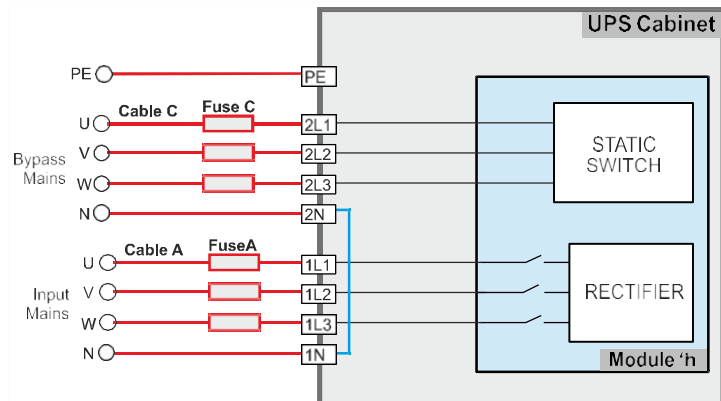 UPS Cabinet
PE
PE
Cable C
Fuse C
U
2L1
V
2L2
Bypass
Mains
W
2L3
N
2N
STATIC
SWITCH
Cable A
FuseA
U
1L1
V
1L2
Input
Mains
W
1L3
N
1N
RECTIFIER
Module ‘h